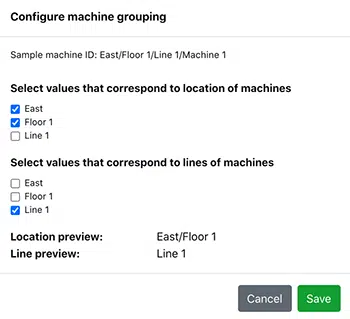 Configure machine grouping
Sample machine ID: East/Floor 1/Line 1/Machine 1
Select values that correspond to location of machines
East
Floor 1
Line 1
Select values that correspond to lines of machines
East
Floor 1
Line 1
Location preview: East/Floor 1
Line preview: Line 1
Cancel Save